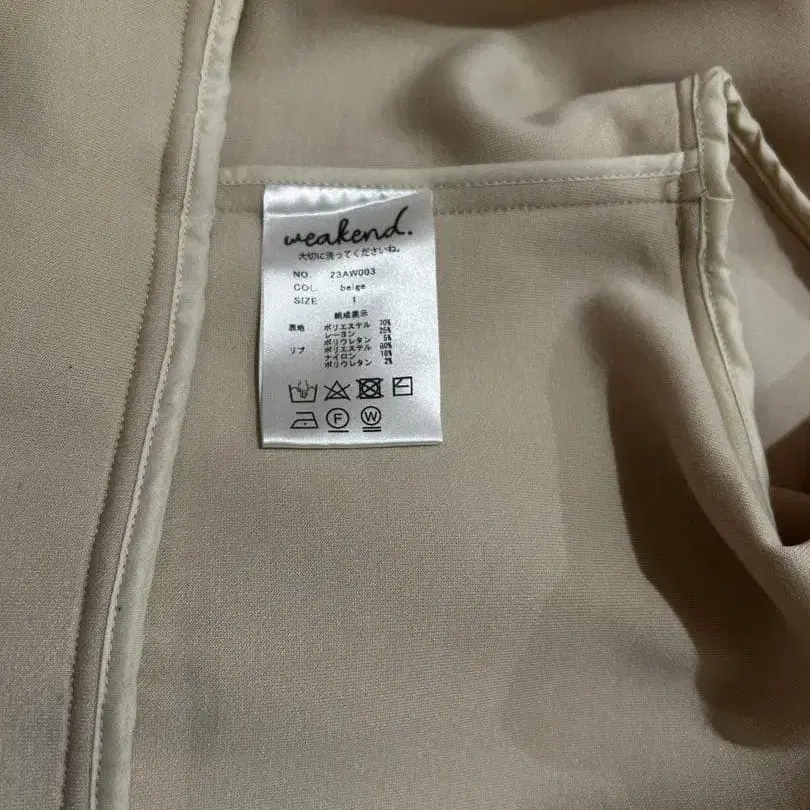 weakend.
大切に洗ってくださいね。
NO. 23AW003
COL. beige
SIZE 1
組成表示
表地 ポリエステル 70%
レーヨン 25%
ポリウレタン 5%
リブ ポリエステル 80%
ナイロン 18%
ポリウレタン 2%
F W